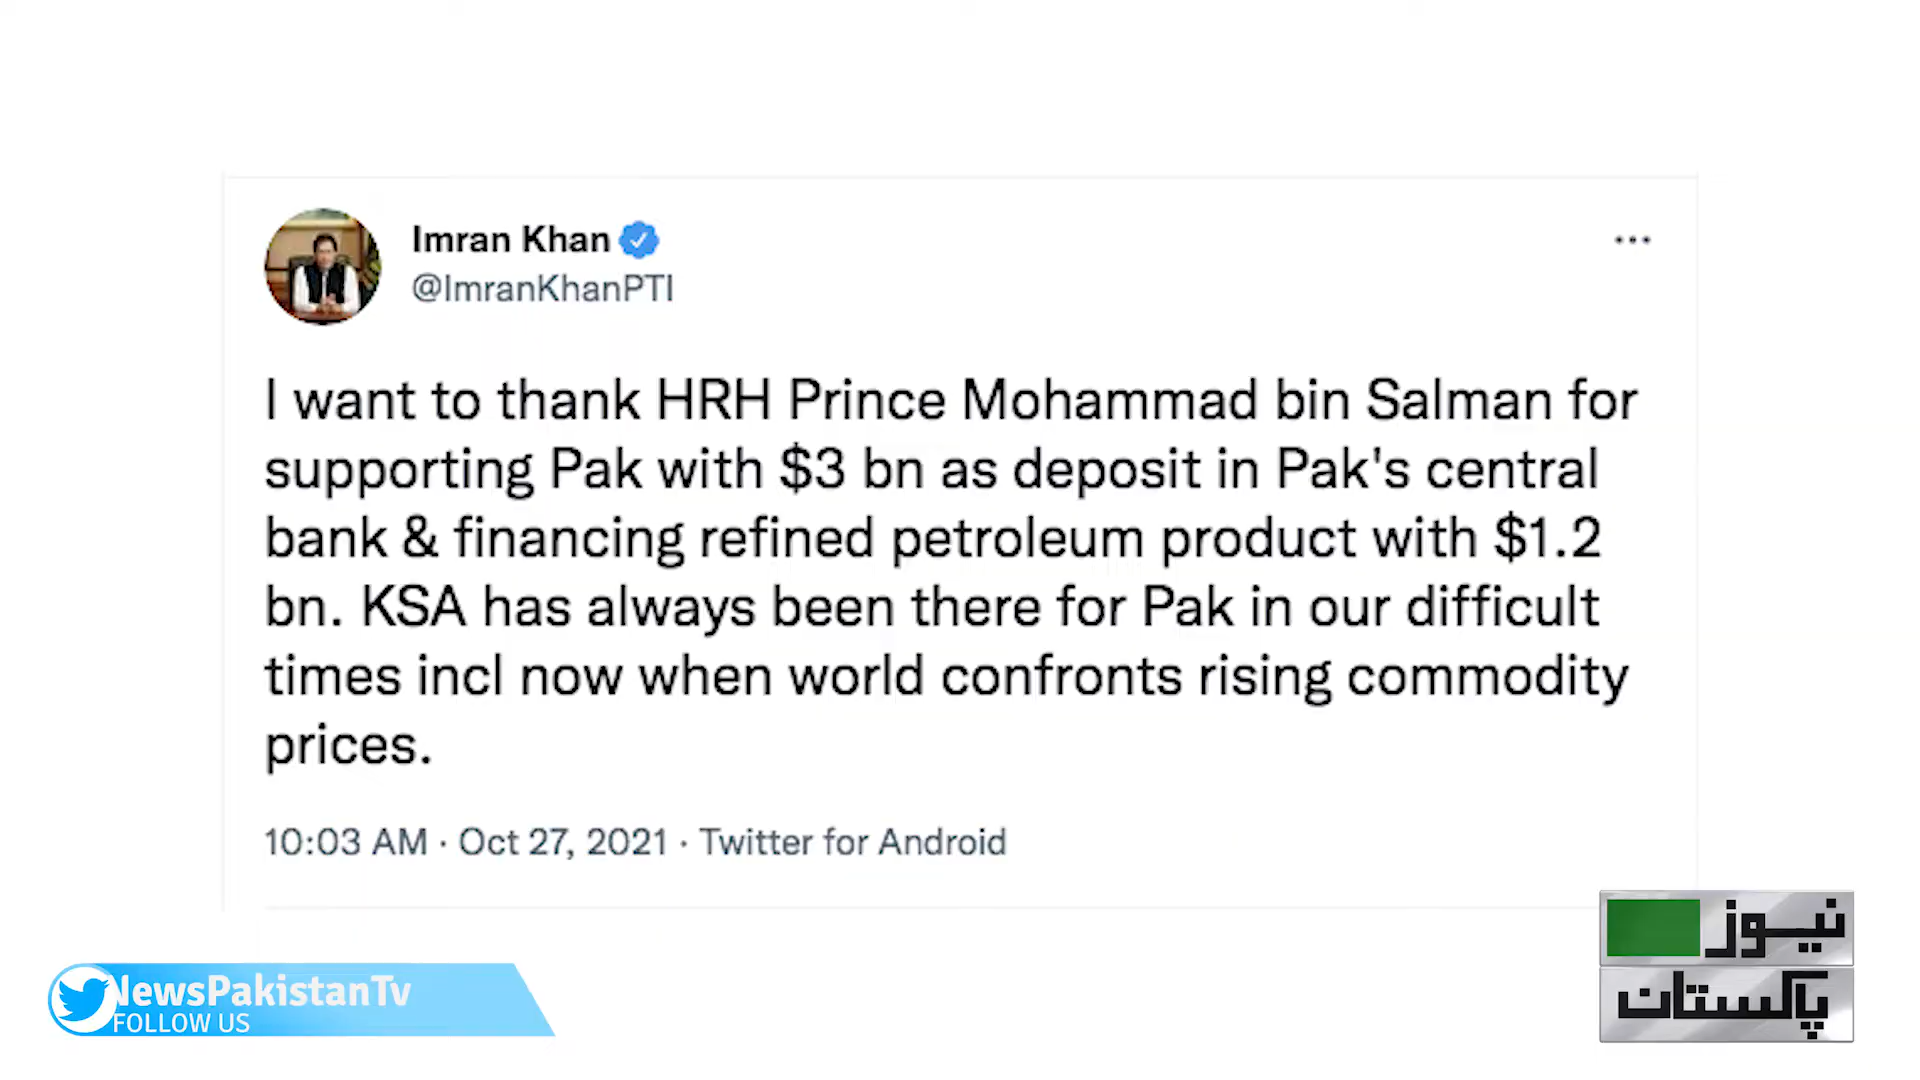 Imran Khan
@ImranKhanPTI
I want to thank HRH Prince Mohammad bin Salman for
supporting Pak with $3 bn as deposit in Pak's central
bank & financing refined petroleum product with $1.2
bn. KSA has always been there for Pak in our difficult
times incl now when world confronts rising commodity
prices.
10:03 AM · Oct 27, 2021 · Twitter for Android
NewsPakistanTv
FOLLOW US
نیوز
پاکستان